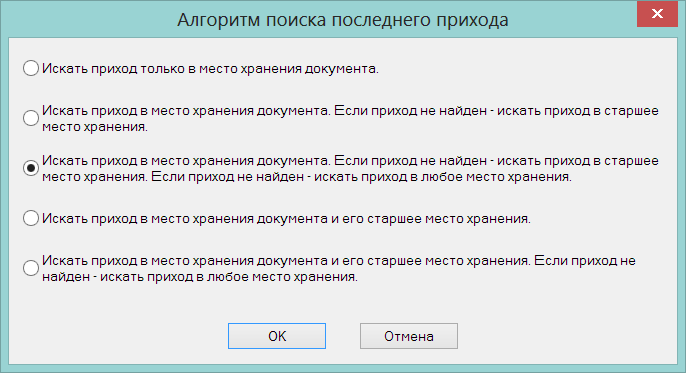 Алгоритм поиска последнего прихода
Искать приход только в место хранения документа.
Искать приход в место хранения документа. Если приход не найден - искать приход в старшее
место хранения.
Искать приход в место хранения документа. Если приход не найден - искать приход в старшее
место хранения. Если приход не найден - искать приход в любое место хранения.
Искать приход в место хранения документа и его старшее место хранения.
Искать приход в место хранения документа и его старшее место хранения. Если приход не
найден - искать приход в любое место хранения.
OK
Отмена